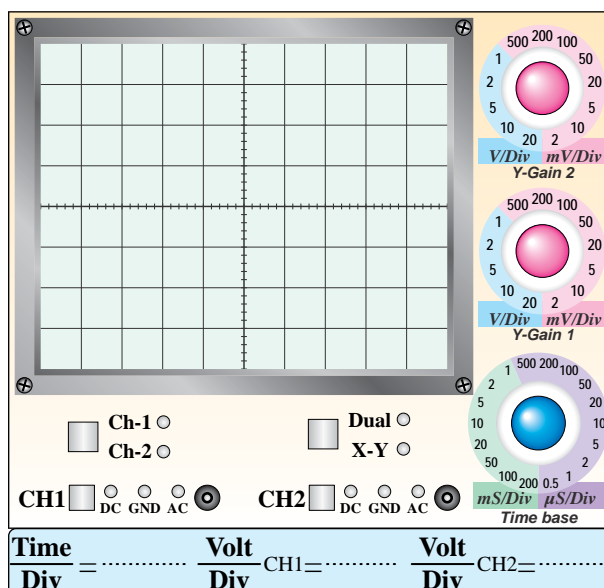 500 200 100
1 50
2 20
5 5
10 10
20 2
V/Div mV/Div
Y-Gain 2
500 200 100
1 50
2 20
5 5
10 10
20 2
V/Div mV/Div
Y-Gain 1
500 200
1 100
2 50
5 20
10 10
20 5
50 2
100 200 0.5 1
mS/Div µS/Div
Time base
Ch-1
Ch-2
Dual
X-Y
CH1 DC GND AC
CH2 DC GND AC
Time Volt Volt
= ............ CH1= ............ CH2= ............
Div Div Div